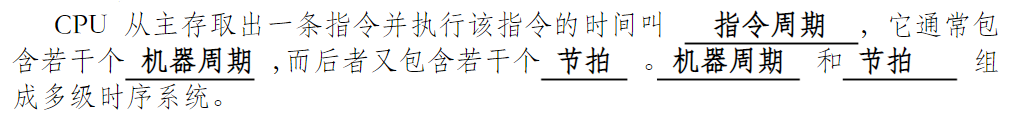 CPU 从主存取出一条指令并执行该指令的时间叫 指令周期 , 它通常包
含若干个 机器周期 ,而后者又包含若干个 节拍 。机器周期 和 节拍 组
成多级时序系统。